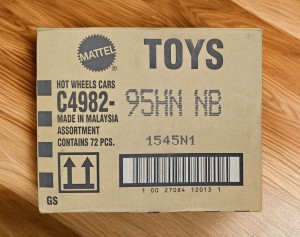 MATTEL
TOYS
HOT WHEELS CARS
C4982- 95HN NB
MADE IN MALAYSIA
ASSORTMENT 1545N1
CONTAINS 72 PCS.
1 00 27084 12013 1
GS